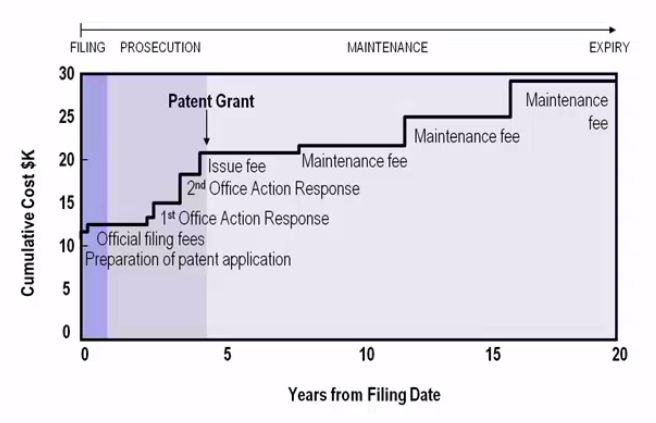 FILING PROSECUTION MAINTENANCE EXPIRY
30
25
20
15
10
5
0
Cumulative Cost $K
Patent Grant
Maintenance
fee
Maintenance fee
Maintenance fee
Issue fee
2nd Office Action Response
1st Office Action Response
Official filing fees
Preparation of patent application
0 5 10 15 20
Years from Filing Date